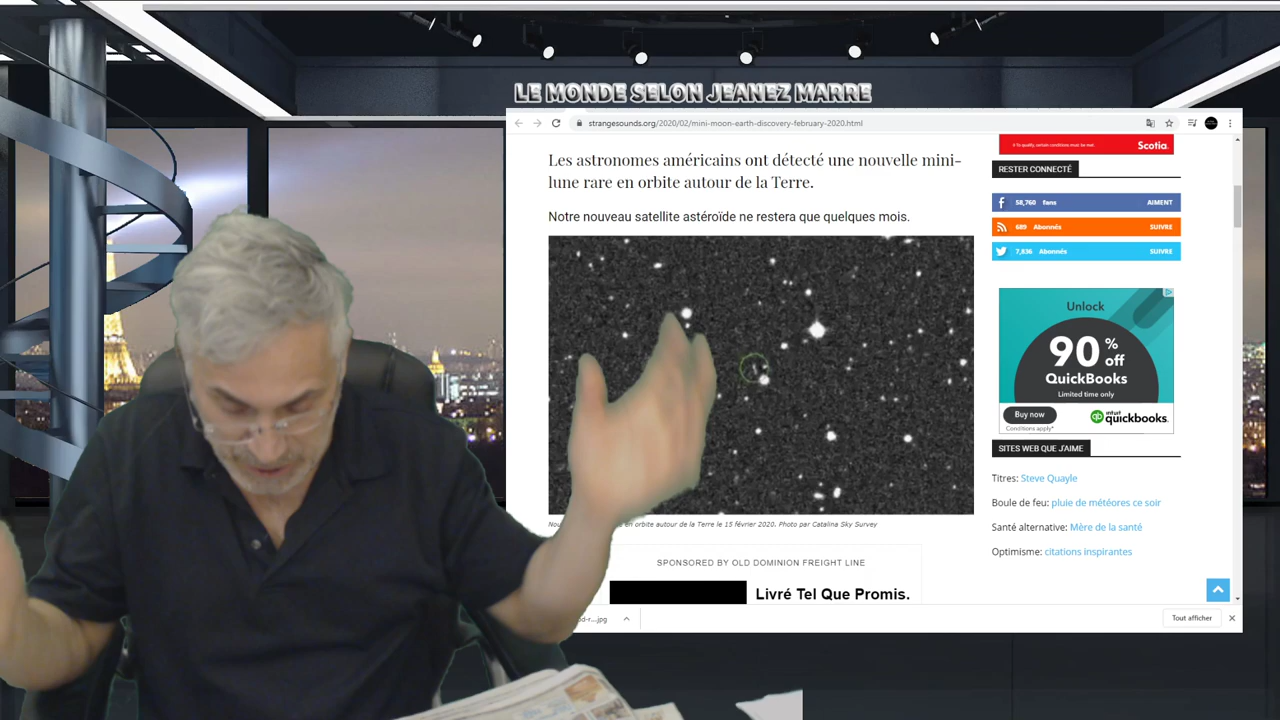 LE MONDE SELON JEANEZ MARRE
strangesounds.org/2020/02/mini-moon-earth-discovery-february-2020.html
Les astronomes américains ont détecté une nouvelle mini-
lune rare en orbite autour de la Terre.
Notre nouveau satellite astéroïde ne restera que quelques mois.
en orbite autour de la Terre le 15 février 2020. Photo par Catalina Sky Survey
SPONSORED BY OLD DOMINION FREIGHT LINE
Livré Tel Que Promis.
Scotia.
RESTER CONNECTÉ
58,760 fans AIMENT
689 Abonnés SUIVRE
7,836 Abonnés SUIVRE
Unlock
90 % off
QuickBooks
Limited time only
Buy now
Conditions apply*
intuit quickbooks.
SITES WEB QUE J'AIME
Titres: Steve Quayle
Boule de feu: pluie de météores ce soir
Santé alternative: Mère de la santé
Optimisme: citations inspirantes
Tout afficher